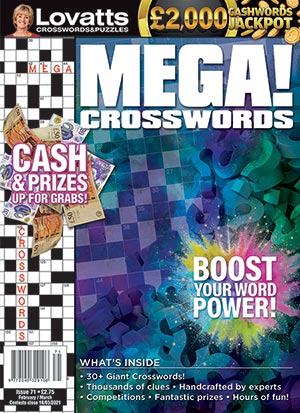 Lovatts
CROSSWORDS&PUZZLES
£2,000
CASHWORDS
JACKPOT
MEGA
MEGA!
CROSSWORDS
CASH
& PRIZES
UP FOR GRABS!
CROSSWORDS
BOOST
YOUR WORD
POWER!
WHAT'S INSIDE
• 30+ Giant Crosswords!
• Thousands of clues • Handcrafted by experts
• Competitions • Fantastic prizes • Hours of fun!
Issue 71 • £2.75
February / March
Contests close 14/03/2021